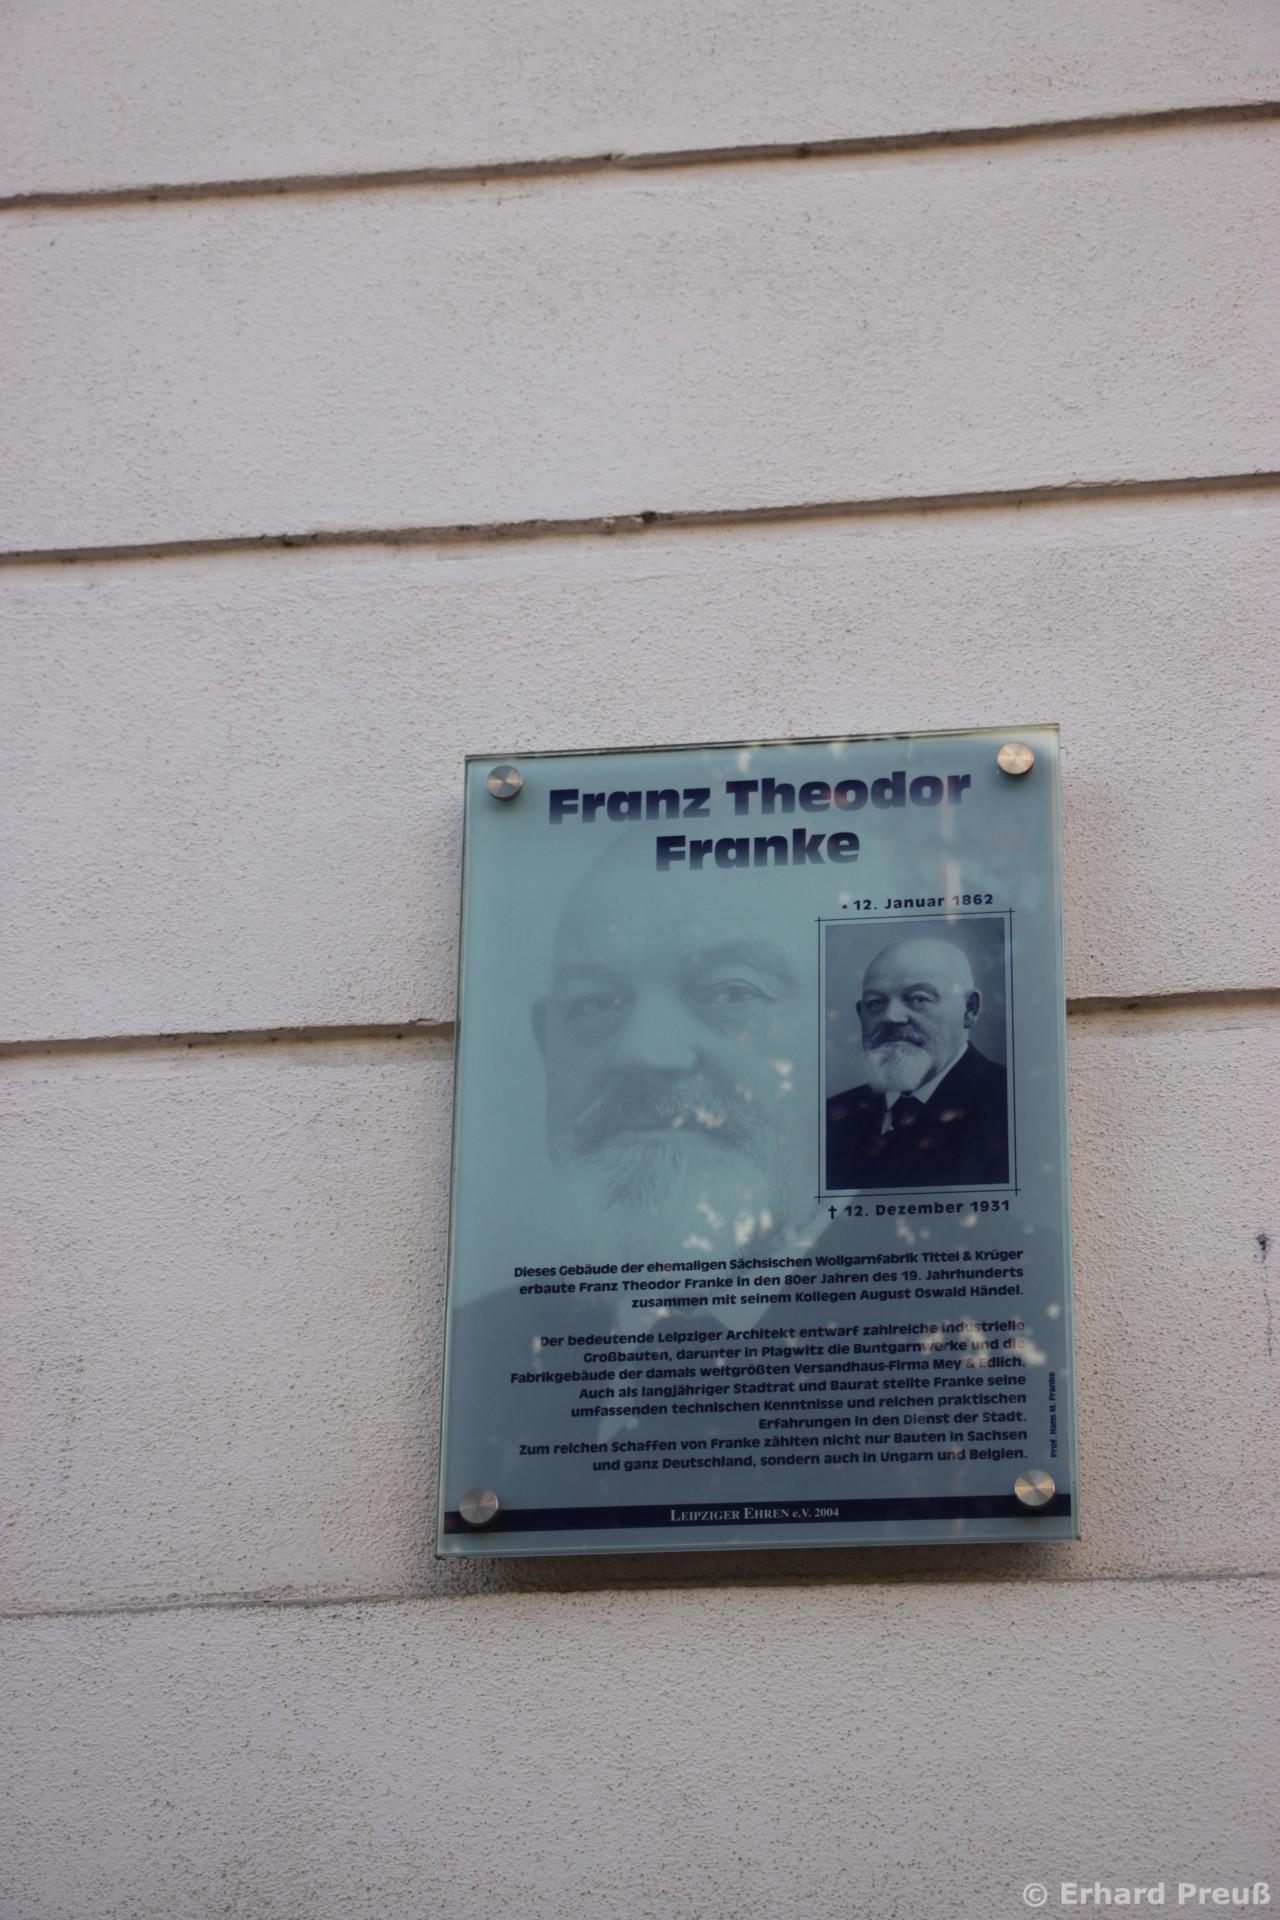 Franz Theodor
Franke
* 12. Januar 1862
† 12. Dezember 1931
Dieses Gebäude der ehemaligen Sächsischen Wollgarnfabrik Tittel & Krüger
erbaute Franz Theodor Franke in den 80er Jahren des 19. Jahrhunderts
zusammen mit seinem Kollegen August Oswald Händel.
Der bedeutende Leipziger Architekt entwarf zahlreiche industrielle
Großbauten, darunter in Plagwitz die Buntgarnwerke und die
Fabrikgebäude der damals weitgrößten Versandhaus-Firma Mey & Edlich.
Auch als langjähriger Stadtrat und Baurat stellte Franke seine
umfassenden technischen Kenntnisse und reichen praktischen
Erfahrungen in den Dienst der Stadt.
Zum reichen Schaffen von Franke zählten nicht nur Bauten in Sachsen
und ganz Deutschland, sondern auch in Ungarn und Belgien.
Prof. Hans M. Franke
LEIPZIGER EHREN e.V. 2004
© Erhard Preuß